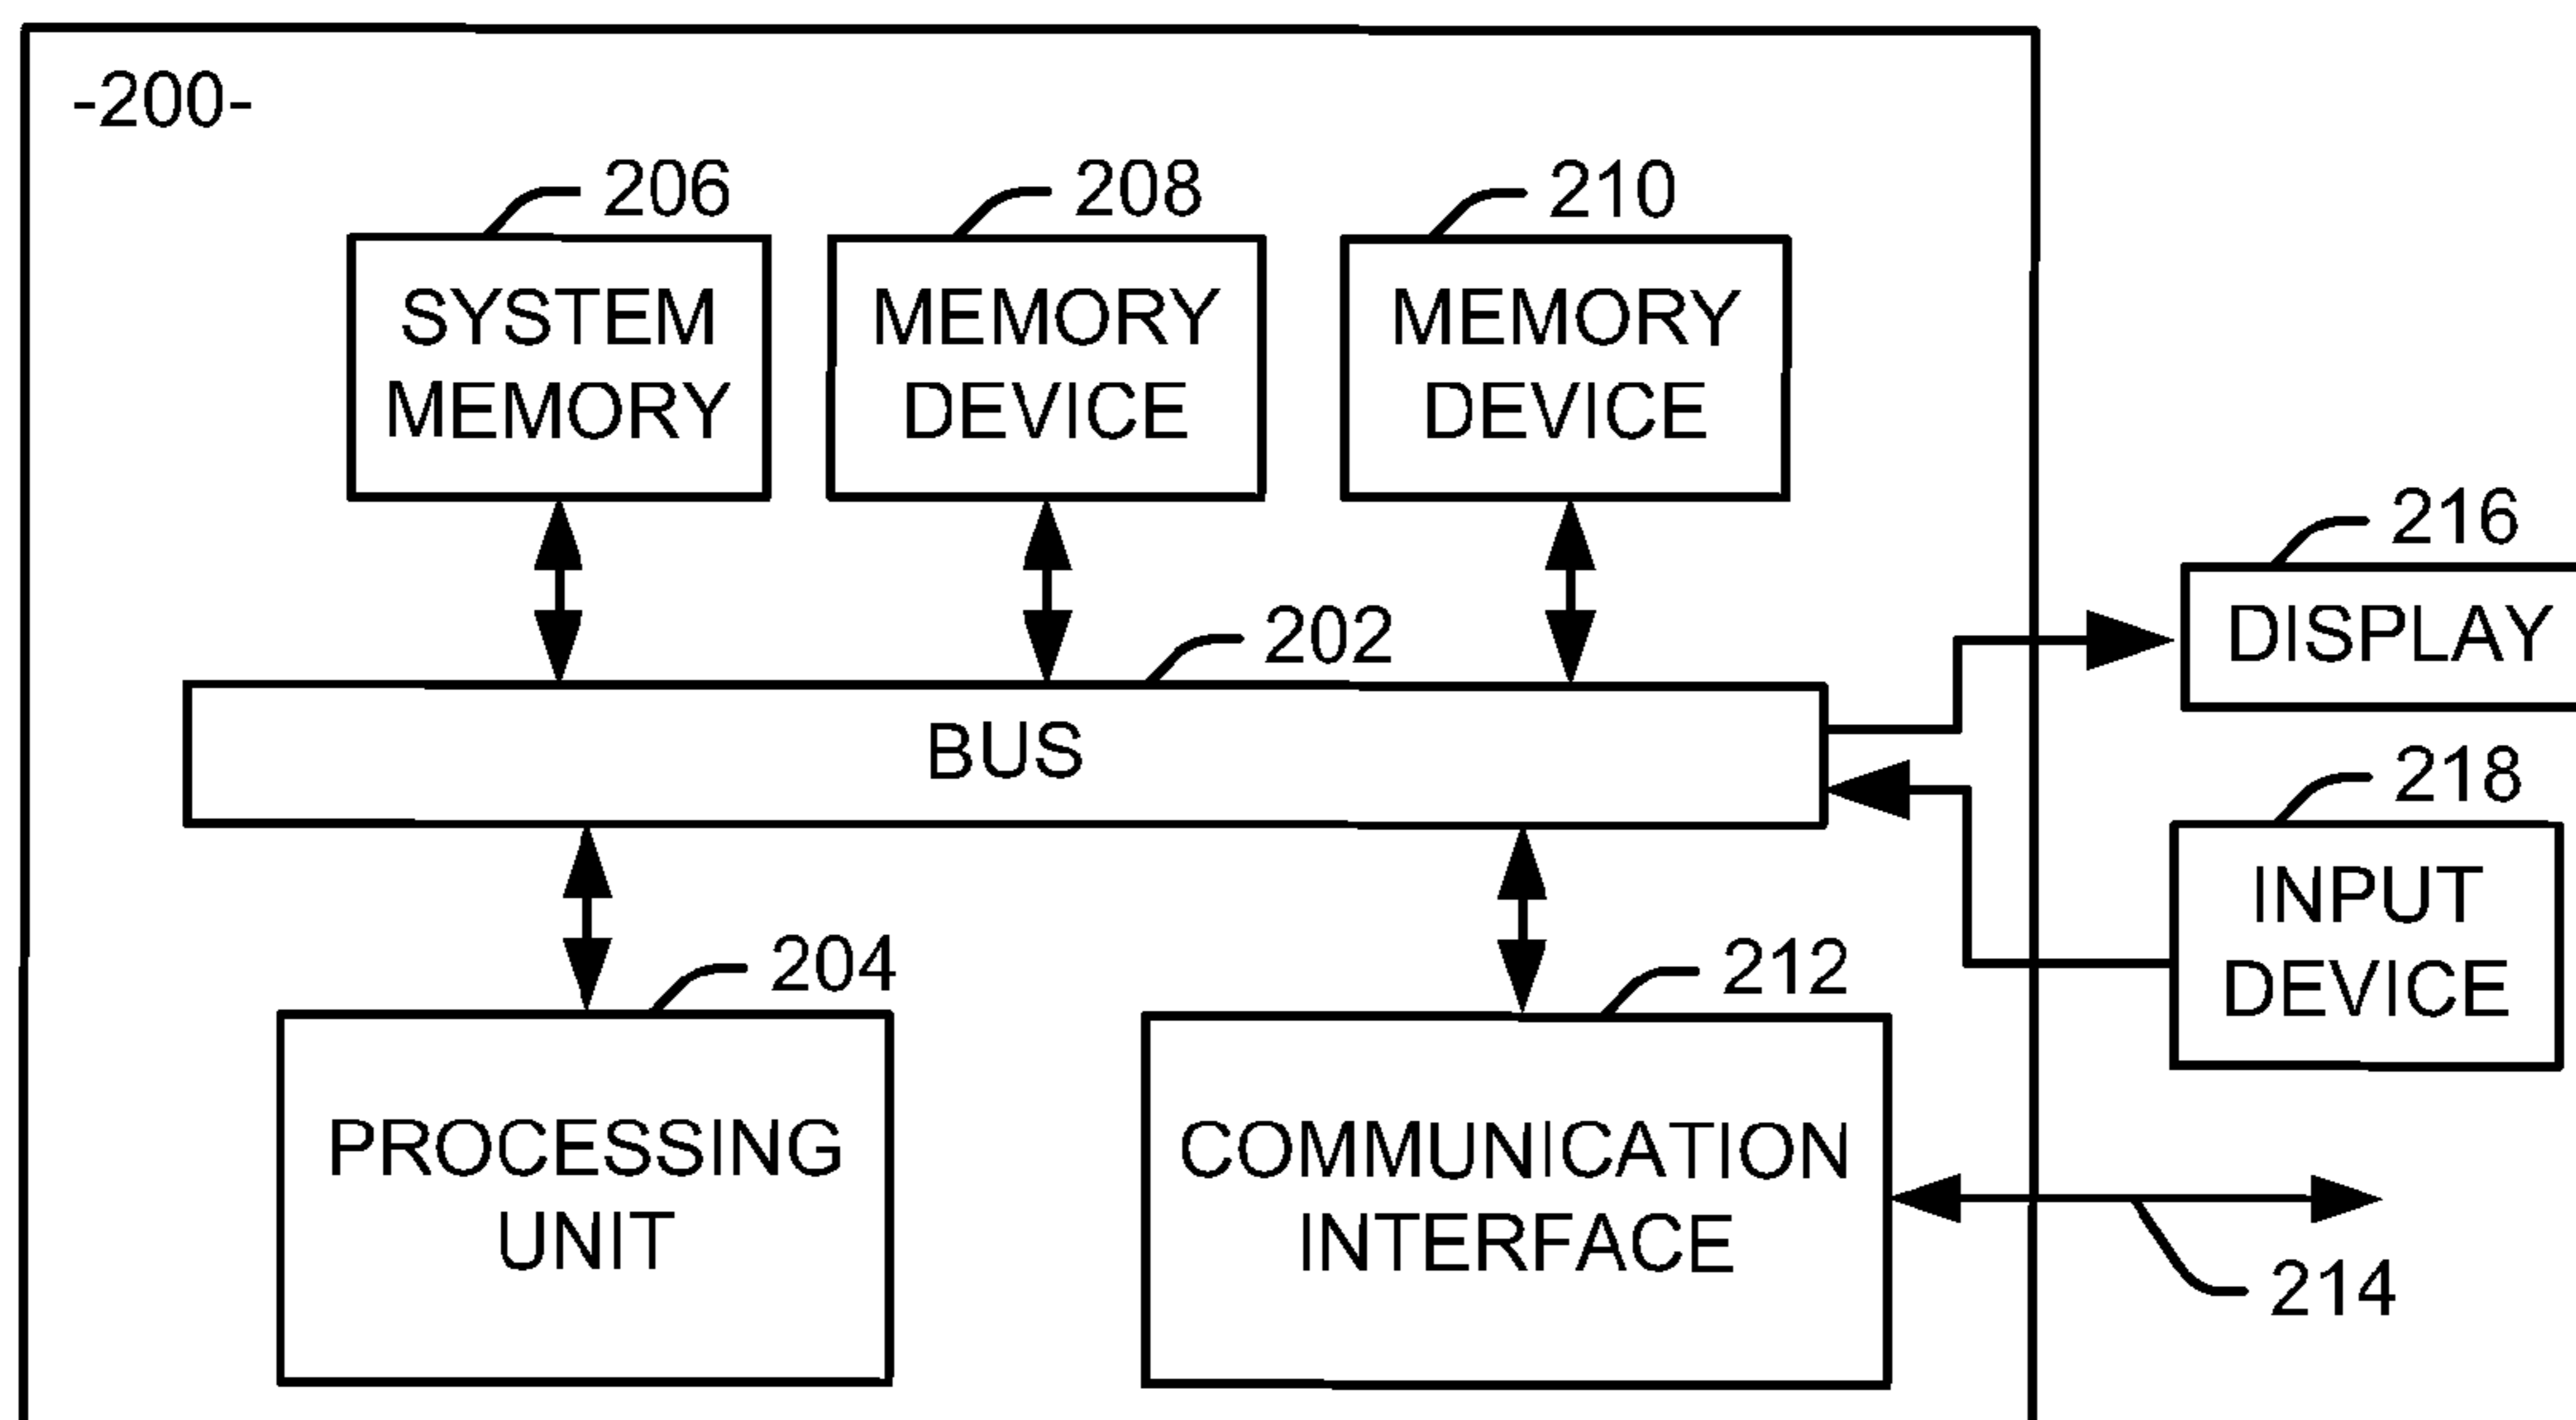 -200-
206
208
210
SYSTEM
MEMORY
MEMORY
DEVICE
MEMORY
DEVICE
216
DISPLAY
202
BUS
218
INPUT
DEVICE
204
212
PROCESSING
UNIT
COMMUNICATION
INTERFACE
214